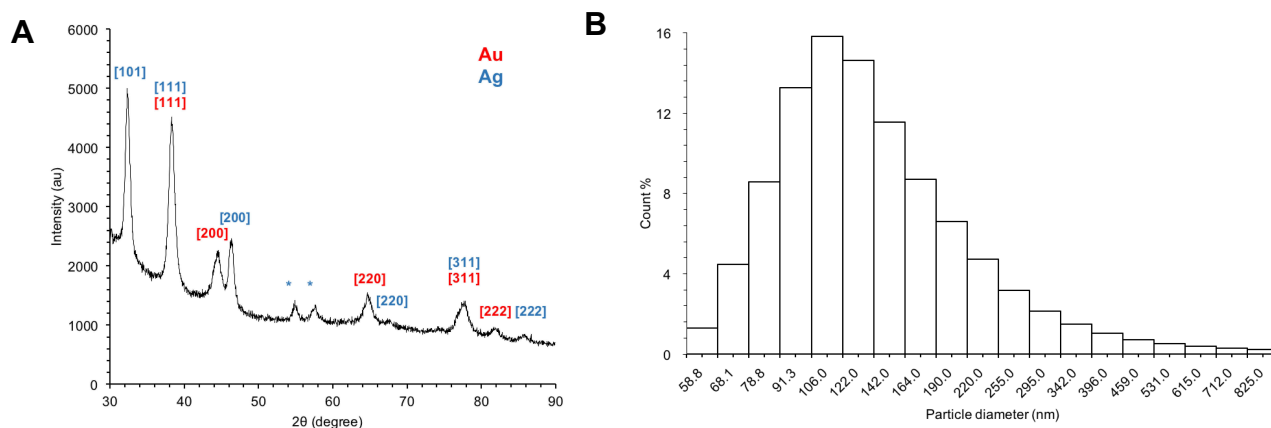 A
6000
5000
4000
3000
2000
1000
0
Intensity (au)
30 40 50 60 70 80 90
2θ (degree)
Au
Ag
[101]
[111]
[111]
[200]
[200]
* *
[220]
[220]
[311]
[311]
[222]
[222]
B
16
12
8
4
0
Count %
58.8 68.1 78.8 91.3 106.0 122.0 142.0 164.0 190.0 220.0 255.0 295.0 342.0 396.0 459.0 531.0 615.0 712.0 825.0
Particle diameter (nm)